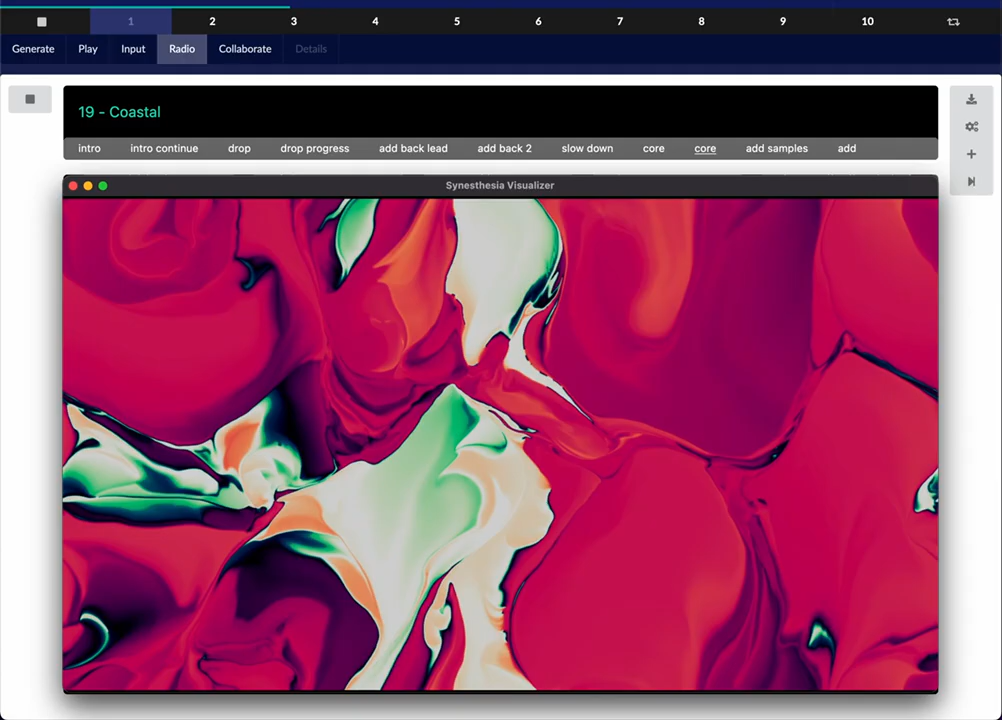 1 2 3 4 5 6 7 8 9 10
Generate Play Input Radio Collaborate Details
19 - Coastal
intro intro continue drop drop progress add back lead add back 2 slow down core core add samples add
Synesthesia Visualizer